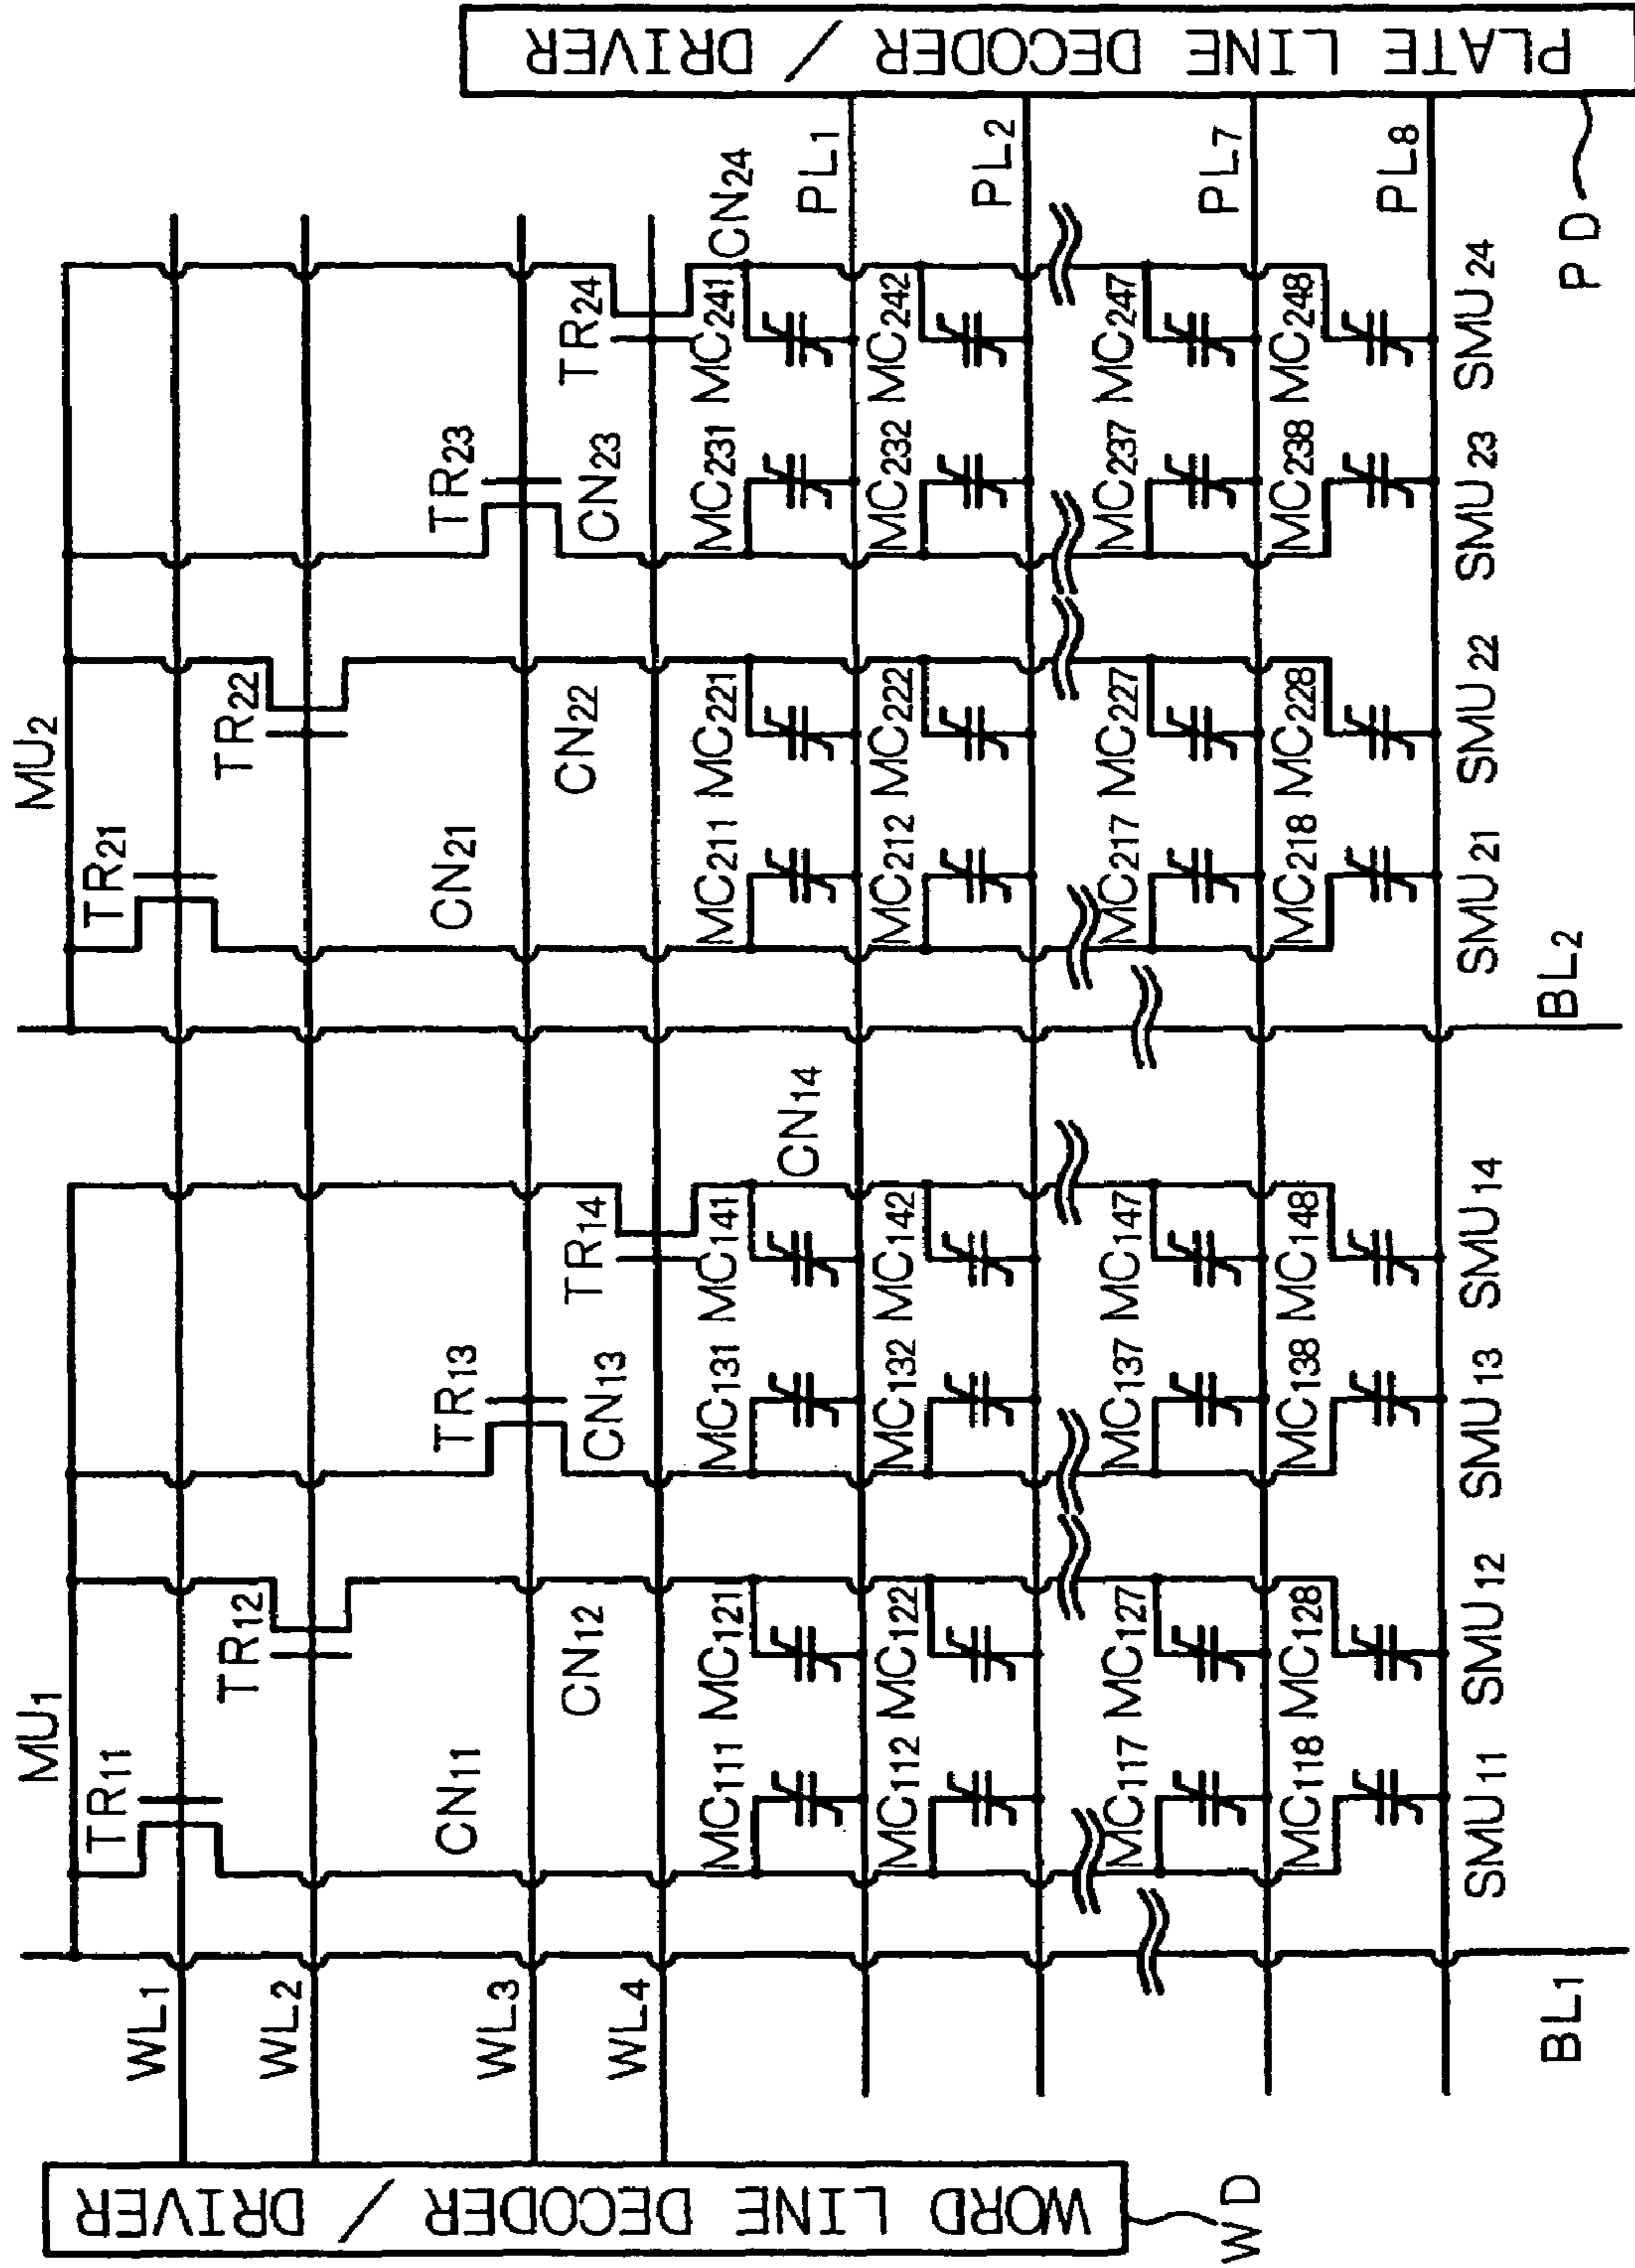 MU1
MU2
TR11
TR12
TR13
TR14
TR21
TR22
TR23
TR24
WL1
WL2
WL3
WL4
WORD LINE DECODER / DRIVER
WD
CN11
CN12
CN13
CN14
CN21
CN22
CN23
CN24
MC111
MC121
MC131
MC141
MC211
MC221
MC231
MC241
PL1
MC112
MC122
MC132
MC142
MC212
MC222
MC232
MC242
PL2
MC117
MC127
MC137
MC147
MC217
MC227
MC237
MC247
PL7
MC118
MC128
MC138
MC148
MC218
MC228
MC238
MC248
PL8
SMU11
SMU12
SMU13
SMU14
SMU21
SMU22
SMU23
SMU24
BL1
BL2
PLATE LINE DECODER / DRIVER
PD